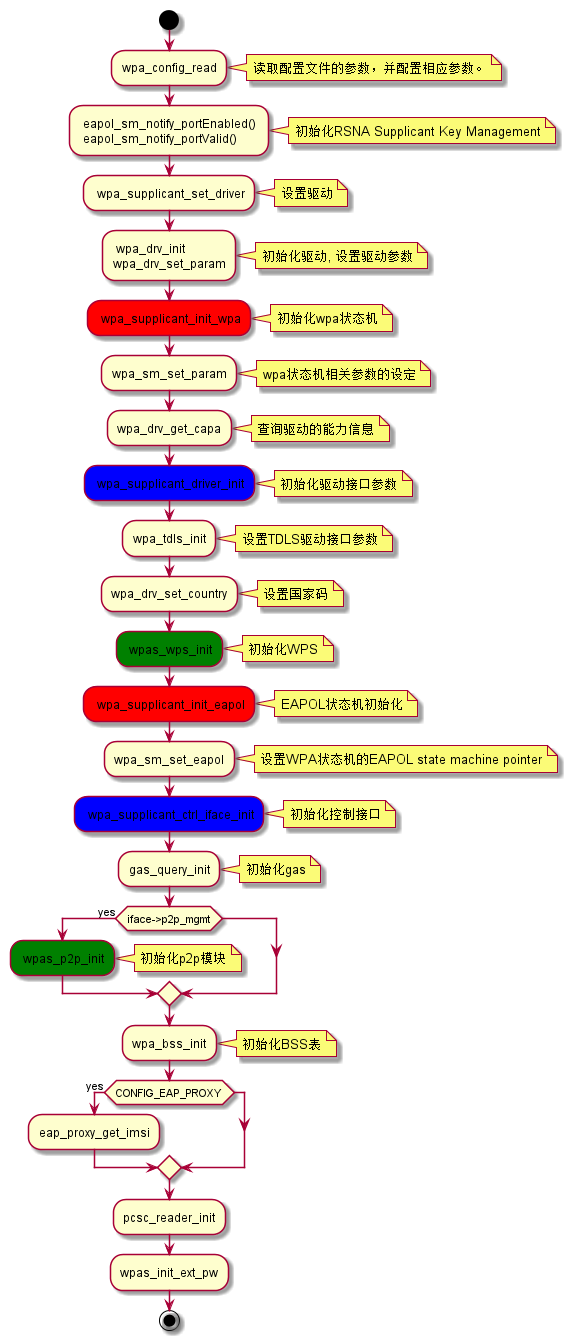 wpa_config_read
读取配置文件的参数，并配置相应参数。
eapol_sm_notify_portEnabled()
eapol_sm_notify_portValid()
初始化RSNA Supplicant Key Management
wpa_supplicant_set_driver
设置驱动
wpa_drv_init
wpa_drv_set_param
初始化驱动, 设置驱动参数
wpa_supplicant_init_wpa
初始化wpa状态机
wpa_sm_set_param
wpa状态机相关参数的设定
wpa_drv_get_capa
查询驱动的能力信息
wpa_supplicant_driver_init
初始化驱动接口参数
wpa_tdls_init
设置TDLS驱动接口参数
wpa_drv_set_country
设置国家码
wpas_wps_init
初始化WPS
wpa_supplicant_init_eapol
EAPOL状态机初始化
wpa_sm_set_eapol
设置WPA状态机的EAPOL state machine pointer
wpa_supplicant_ctrl_iface_init
初始化控制接口
gas_query_init
初始化gas
yes
iface->p2p_mgmt
wpas_p2p_init
初始化p2p模块
wpa_bss_init
初始化BSS表
yes
CONFIG_EAP_PROXY
eap_proxy_get_imsi
pcsc_reader_init
wpas_init_ext_pw